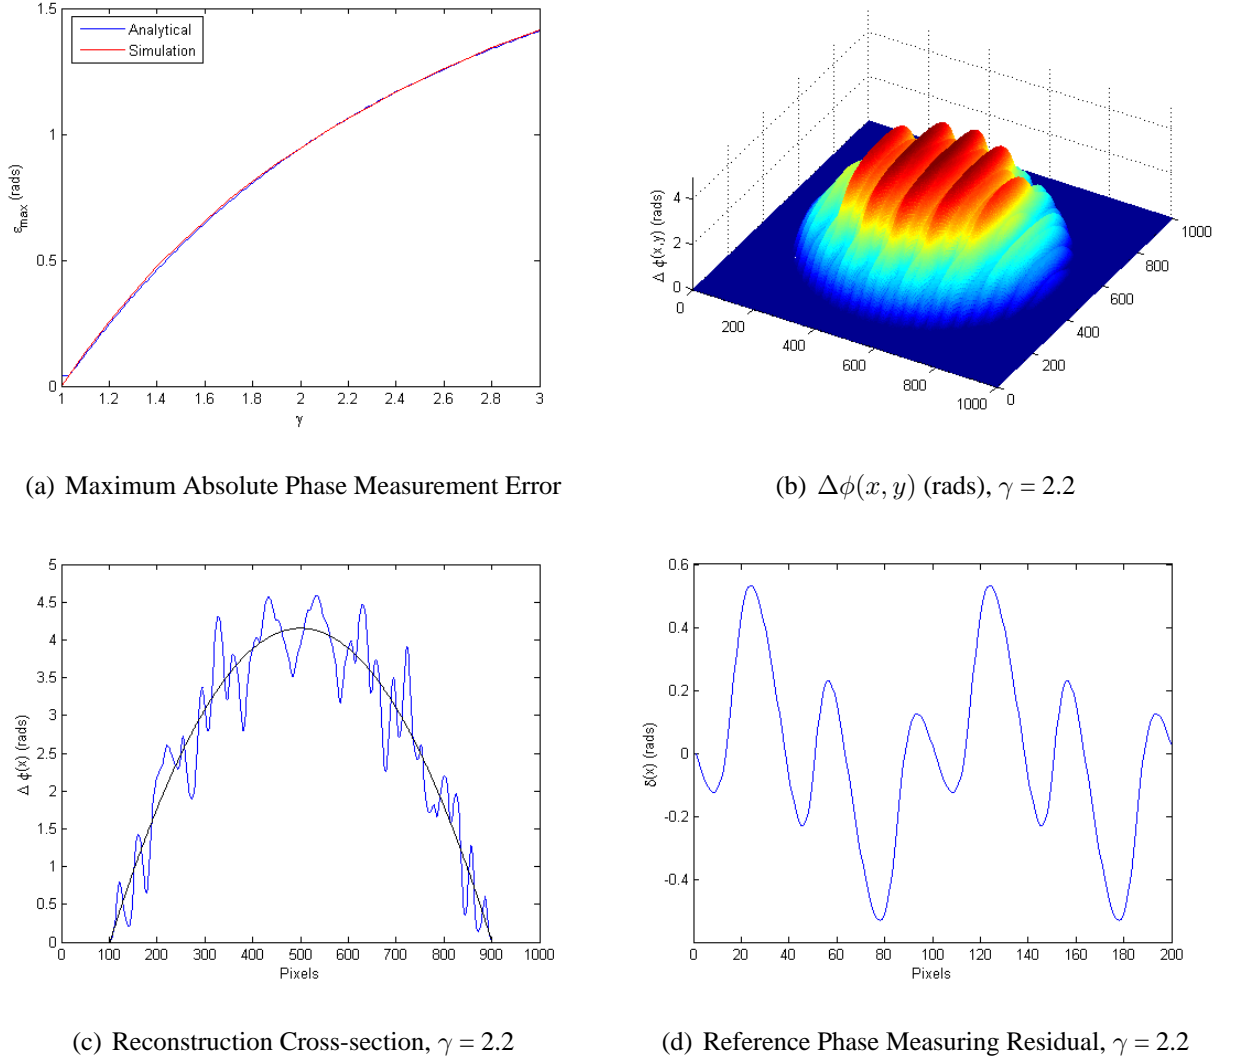 1.5
Analytical
Simulation
1
0.5
0
ε_max (rads)
1 1.2 1.4 1.6 1.8 2 2.2 2.4 2.6 2.8 3
γ
(a) Maximum Absolute Phase Measurement Error
Δ ϕ(x,y) (rads)
4
2
0
0 200 400 600 800 1000
0 200 400 600 800 1000
(b) Δϕ(x, y) (rads), γ = 2.2
5
4.5
4
3.5
3
2.5
2
1.5
1
0.5
0
Δ ϕ(x) (rads)
0 100 200 300 400 500 600 700 800 900 1000
Pixels
(c) Reconstruction Cross-section, γ = 2.2
0.6
0.4
0.2
0
-0.2
-0.4
δ(x) (rads)
0 20 40 60 80 100 120 140 160 180 200
Pixels
(d) Reference Phase Measuring Residual, γ = 2.2